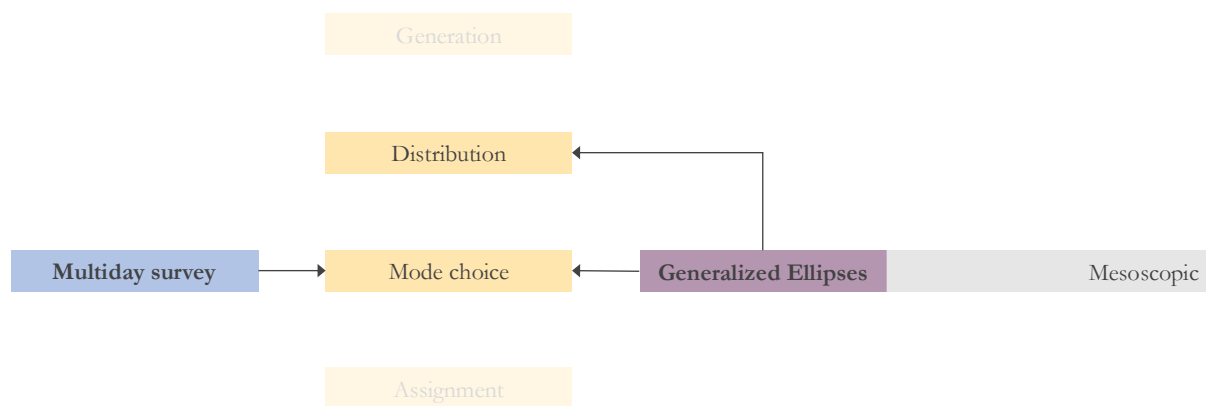 Generation
Distribution
Multiday survey
Mode choice
Generalized Ellipses
Mesoscopic
Assignment